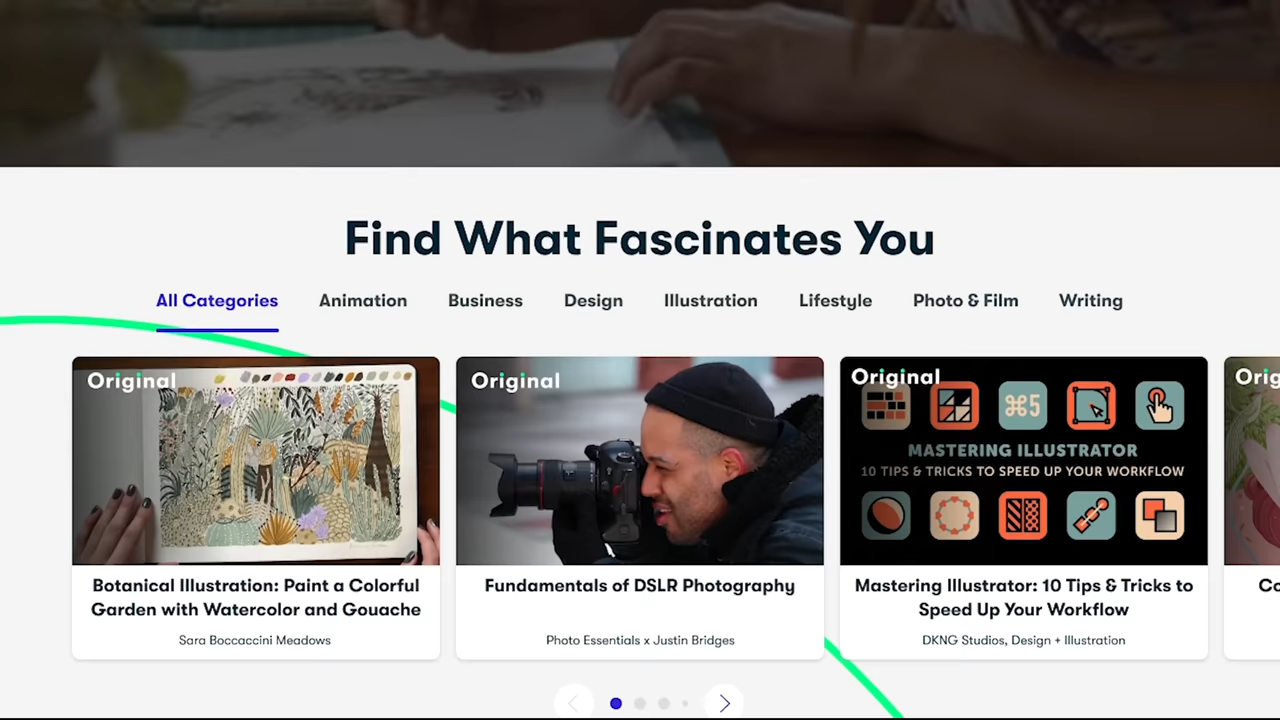 Find What Fascinates You
All Categories Animation Business Design Illustration Lifestyle Photo & Film Writing
Original
Botanical Illustration: Paint a Colorful
Garden with Watercolor and Gouache
Sara Boccaccini Meadows
Original
Fundamentals of DSLR Photography
Photo Essentials x Justin Bridges
Original
⌘5
MASTERING ILLUSTRATOR
10 TIPS & TRICKS TO SPEED UP YOUR WORKFLOW
Mastering Illustrator: 10 Tips & Tricks to
Speed Up Your Workflow
DKNG Studios, Design + Illustration
Orig
Co